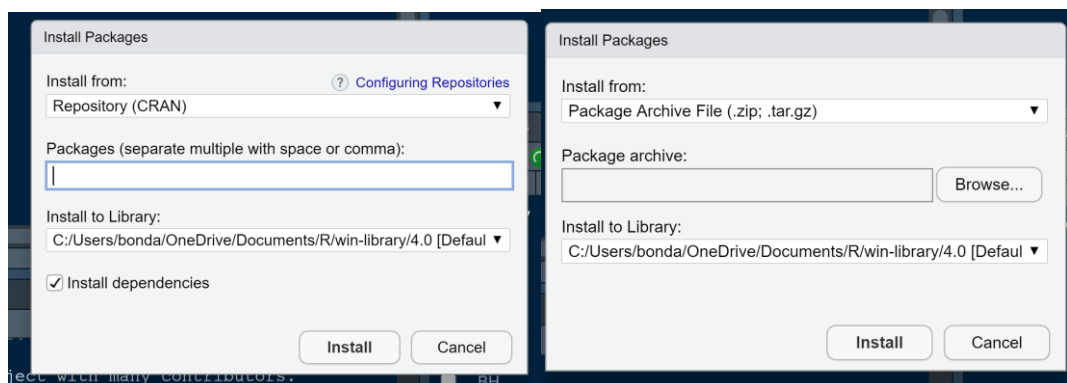 Install Packages
Install from:
? Configuring Repositories
Repository (CRAN)
Packages (separate multiple with space or comma):
Install to Library:
C:/Users/bonda/OneDrive/Documents/R/win-library/4.0 [Defaul
Install dependencies
Install
Cancel
ject with many contributors.
BH
Install Packages
Install from:
Package Archive File (.zip; .tar.gz)
Package archive:
Browse...
Install to Library:
C:/Users/bonda/OneDrive/Documents/R/win-library/4.0 [Defaul
Install
Cancel